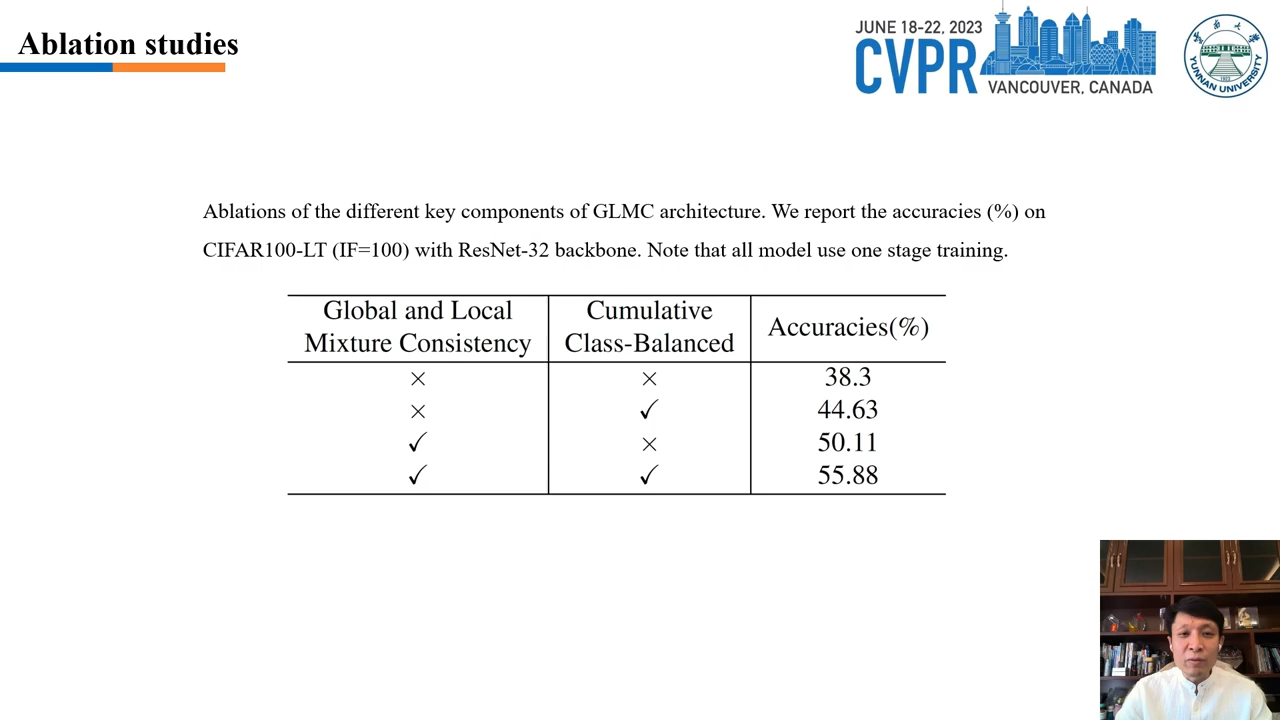 Ablation studies
JUNE 18-22, 2023
CVPR
VANCOUVER, CANADA
YUNNAN UNIVERSITY
Ablations of the different key components of GLMC architecture. We report the accuracies (%) on
CIFAR100-LT (IF=100) with ResNet-32 backbone. Note that all model use one stage training.
Global and Local Mixture Consistency
Cumulative Class-Balanced
Accuracies(%)
× × 38.3
× ✓ 44.63
✓ × 50.11
✓ ✓ 55.88